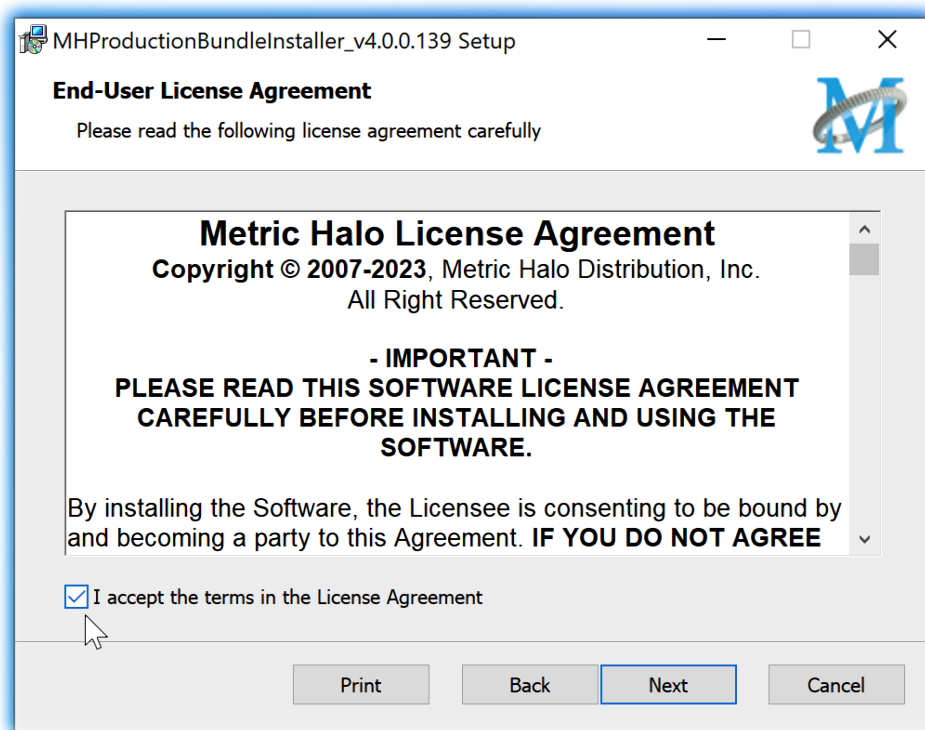 MHProductionBundleInstaller_v4.0.0.139 Setup
End-User License Agreement
Please read the following license agreement carefully
M
Metric Halo License Agreement
Copyright © 2007-2023, Metric Halo Distribution, Inc.
All Right Reserved.
- IMPORTANT -
PLEASE READ THIS SOFTWARE LICENSE AGREEMENT
CAREFULLY BEFORE INSTALLING AND USING THE
SOFTWARE.
By installing the Software, the Licensee is consenting to be bound by
and becoming a party to this Agreement. IF YOU DO NOT AGREE
I accept the terms in the License Agreement
Print Back Next Cancel